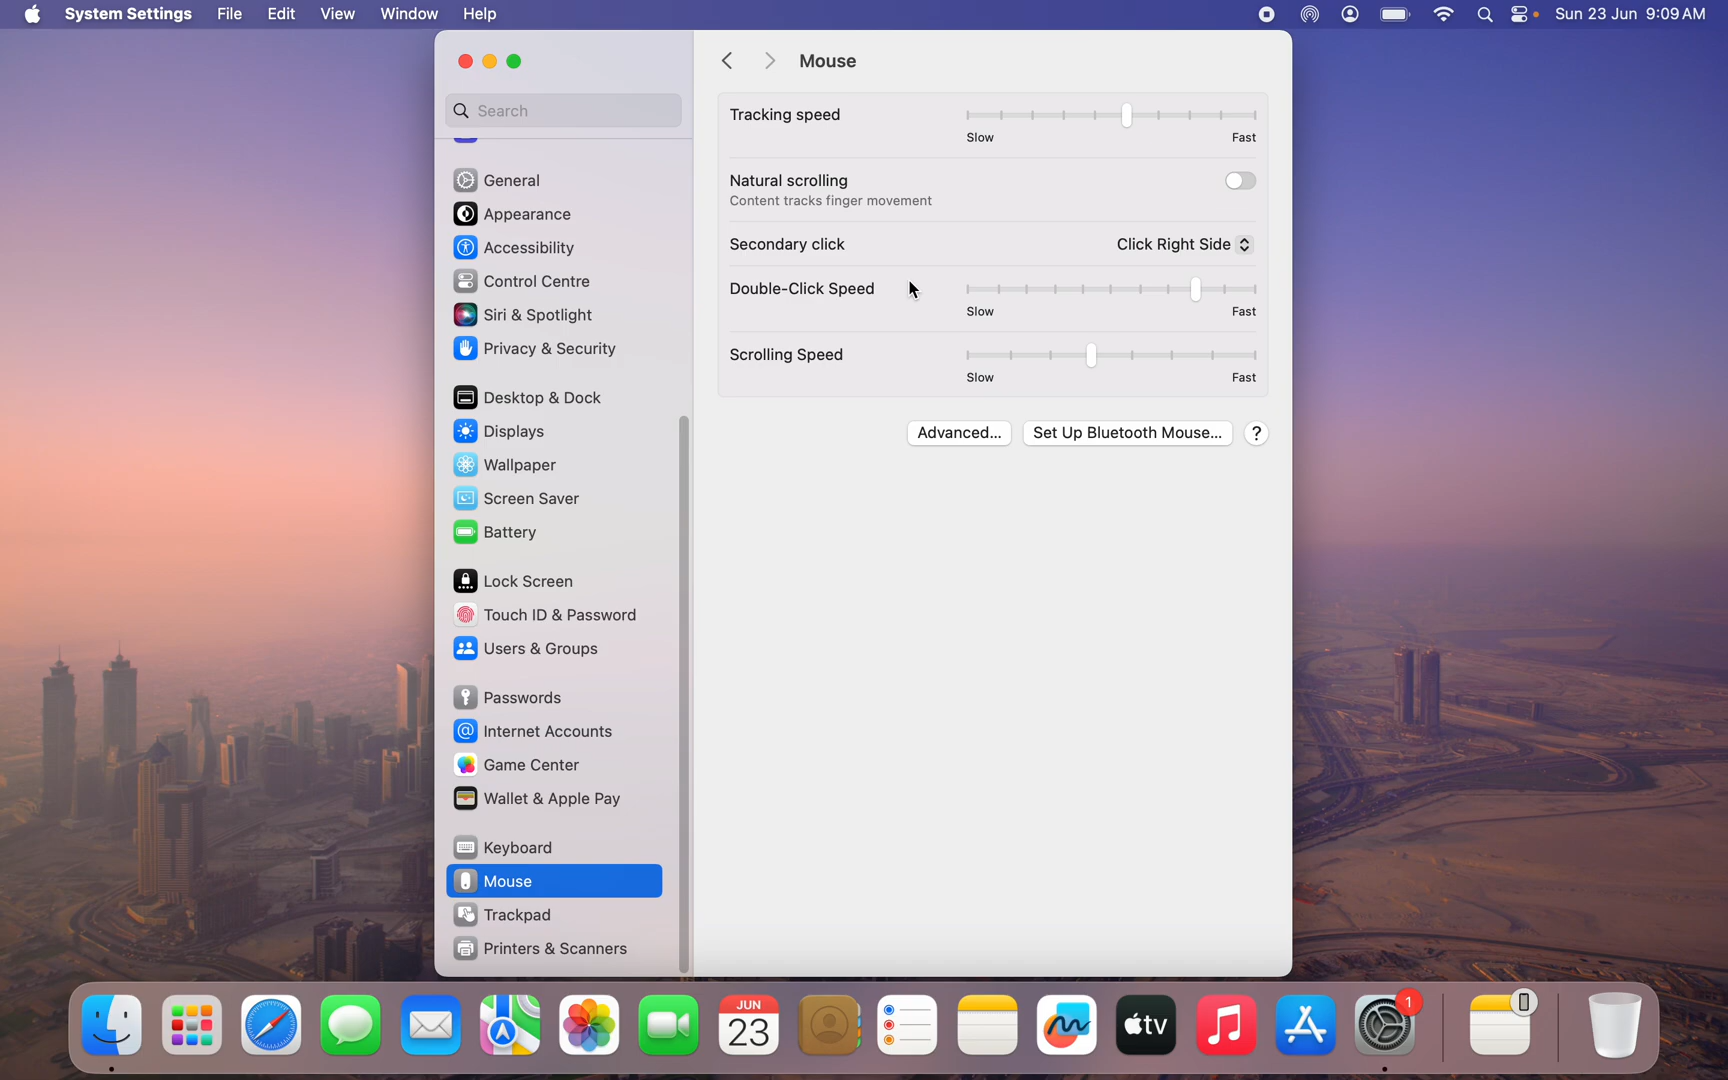 System Settings File Edit View Window Help Sun 23 Jun 9:09 AM
Search
General
Appearance
Accessibility
Control Centre
Siri & Spotlight
Privacy & Security
Desktop & Dock
Displays
Wallpaper
Screen Saver
Battery
Lock Screen
Touch ID & Password
Users & Groups
Passwords
Internet Accounts
Game Center
Wallet & Apple Pay
Keyboard
Mouse
Trackpad
Printers & Scanners
Mouse
Tracking speed
Slow Fast
Natural scrolling
Content tracks finger movement
Secondary click Click Right Side
Double-Click Speed
Slow Fast
Scrolling Speed
Slow Fast
Advanced... Set Up Bluetooth Mouse... ?
JUN
23
tv
1